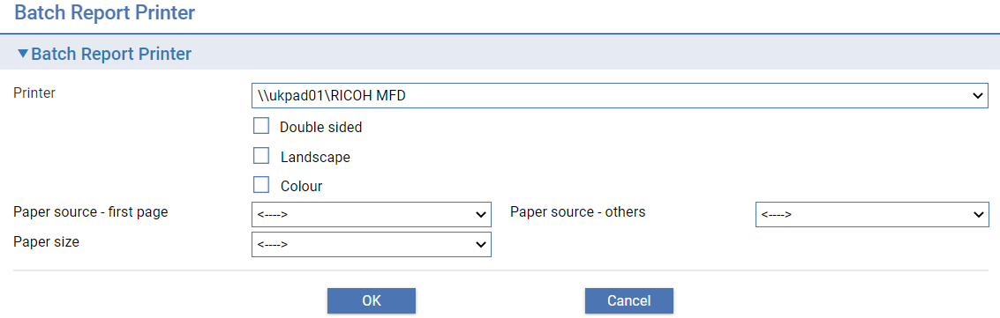 Batch Report Printer
▼Batch Report Printer
Printer
\\ukpad01\RICOH MFD
Double sided
Landscape
Colour
Paper source - first page <----> Paper source - others <---->
Paper size <---->
OK Cancel